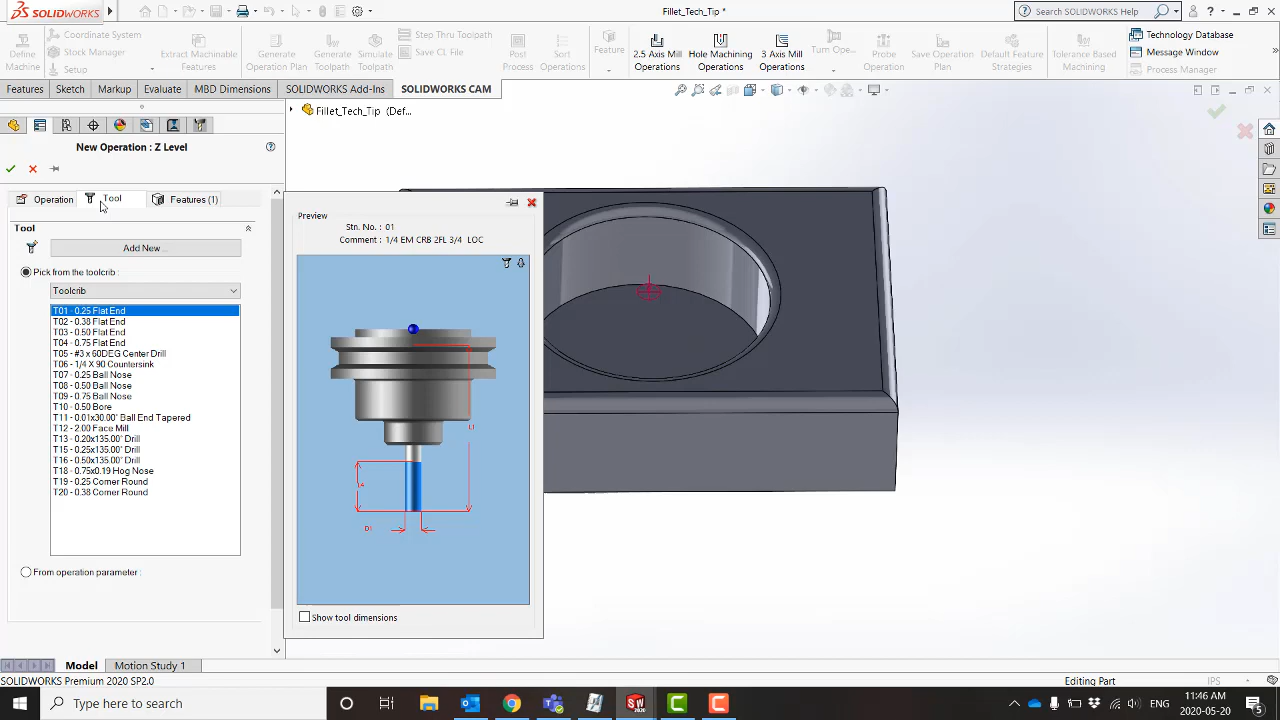 SOLIDWORKS
Fillet_Tech_Tip *
Search SOLIDWORKS Help
Define
Machine
Coordinate System
Stock Manager
Setup
Extract Machinable
Features
Generate
Operation Plan
Generate
Toolpath
Simulate
Toolpath
Step Thru Toolpath
Save CL File
Post
Process
Sort
Operations
Feature
2.5 Axis Mill
Operations
Hole Machining
Operations
3 Axis Mill
Operations
Turn Ope...
Probe
Operation
Save Operation
Plan
Default Feature
Strategies
Tolerance Based
Machining
Technology Database
Message Window
Process Manager
Features
Sketch
Markup
Evaluate
MBD Dimensions
SOLIDWORKS Add-Ins
SOLIDWORKS CAM
Fillet_Tech_Tip (Def...
New Operation : Z Level
Operation
Tool
Features (1)
Tool
Add New...
Pick from the toolcrib :
Toolcrib
T01 - 0.25 Flat End
T02 - 0.38 Flat End
T03 - 0.50 Flat End
T04 - 0.75 Flat End
T05 - #3 x 60DEG Center Drill
T06 - 1/4 X 90 Countersink
T07 - 0.25 Ball Nose
T08 - 0.50 Ball Nose
T09 - 0.75 Ball Nose
T10 - 0.50 Bore
T11 - 0.01x30.00° Ball End Tapered
T12 - 2.00 Face Mill
T13 - 0.20x135.00° Drill
T15 - 0.25x135.00° Drill
T16 - 0.50x135.00° Drill
T18 - 0.75x0.19 Hog Nose
T19 - 0.25 Corner Round
T20 - 0.38 Corner Round
From operation parameter :
Preview
Stn. No. : 01
Comment : 1/4 EM CRB 2FL 3/4 LOC
D1
Show tool dimensions
Model
Motion Study 1
SOLIDWORKS Premium 2020 SP2.0
Editing Part
IPS
Type here to search
SW
2020
11:46 AM
2020-05-20